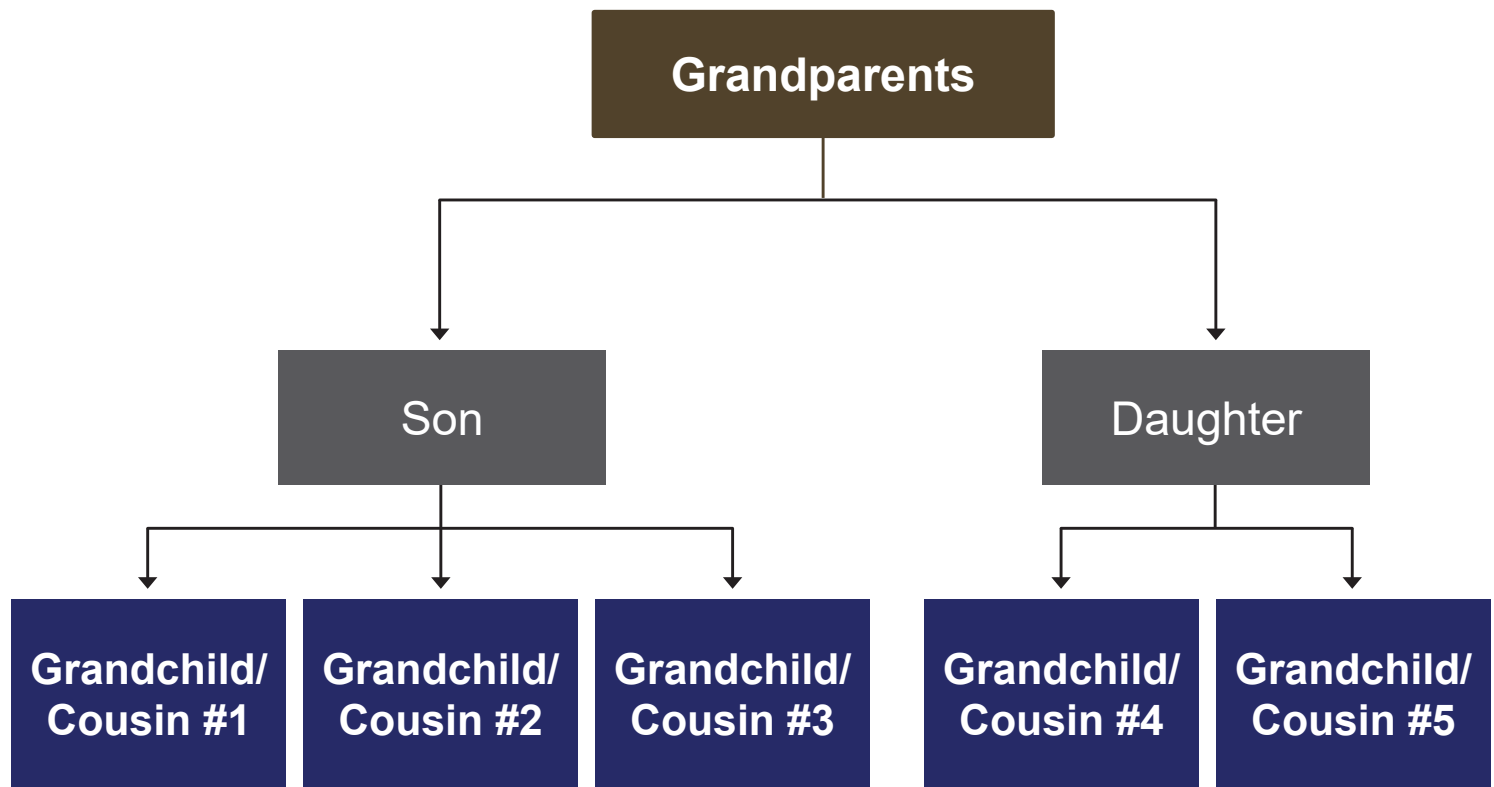 Grandparents
Son
Daughter
Grandchild/
Cousin #1
Grandchild/
Cousin #2
Grandchild/
Cousin #3
Grandchild/
Cousin #4
Grandchild/
Cousin #5